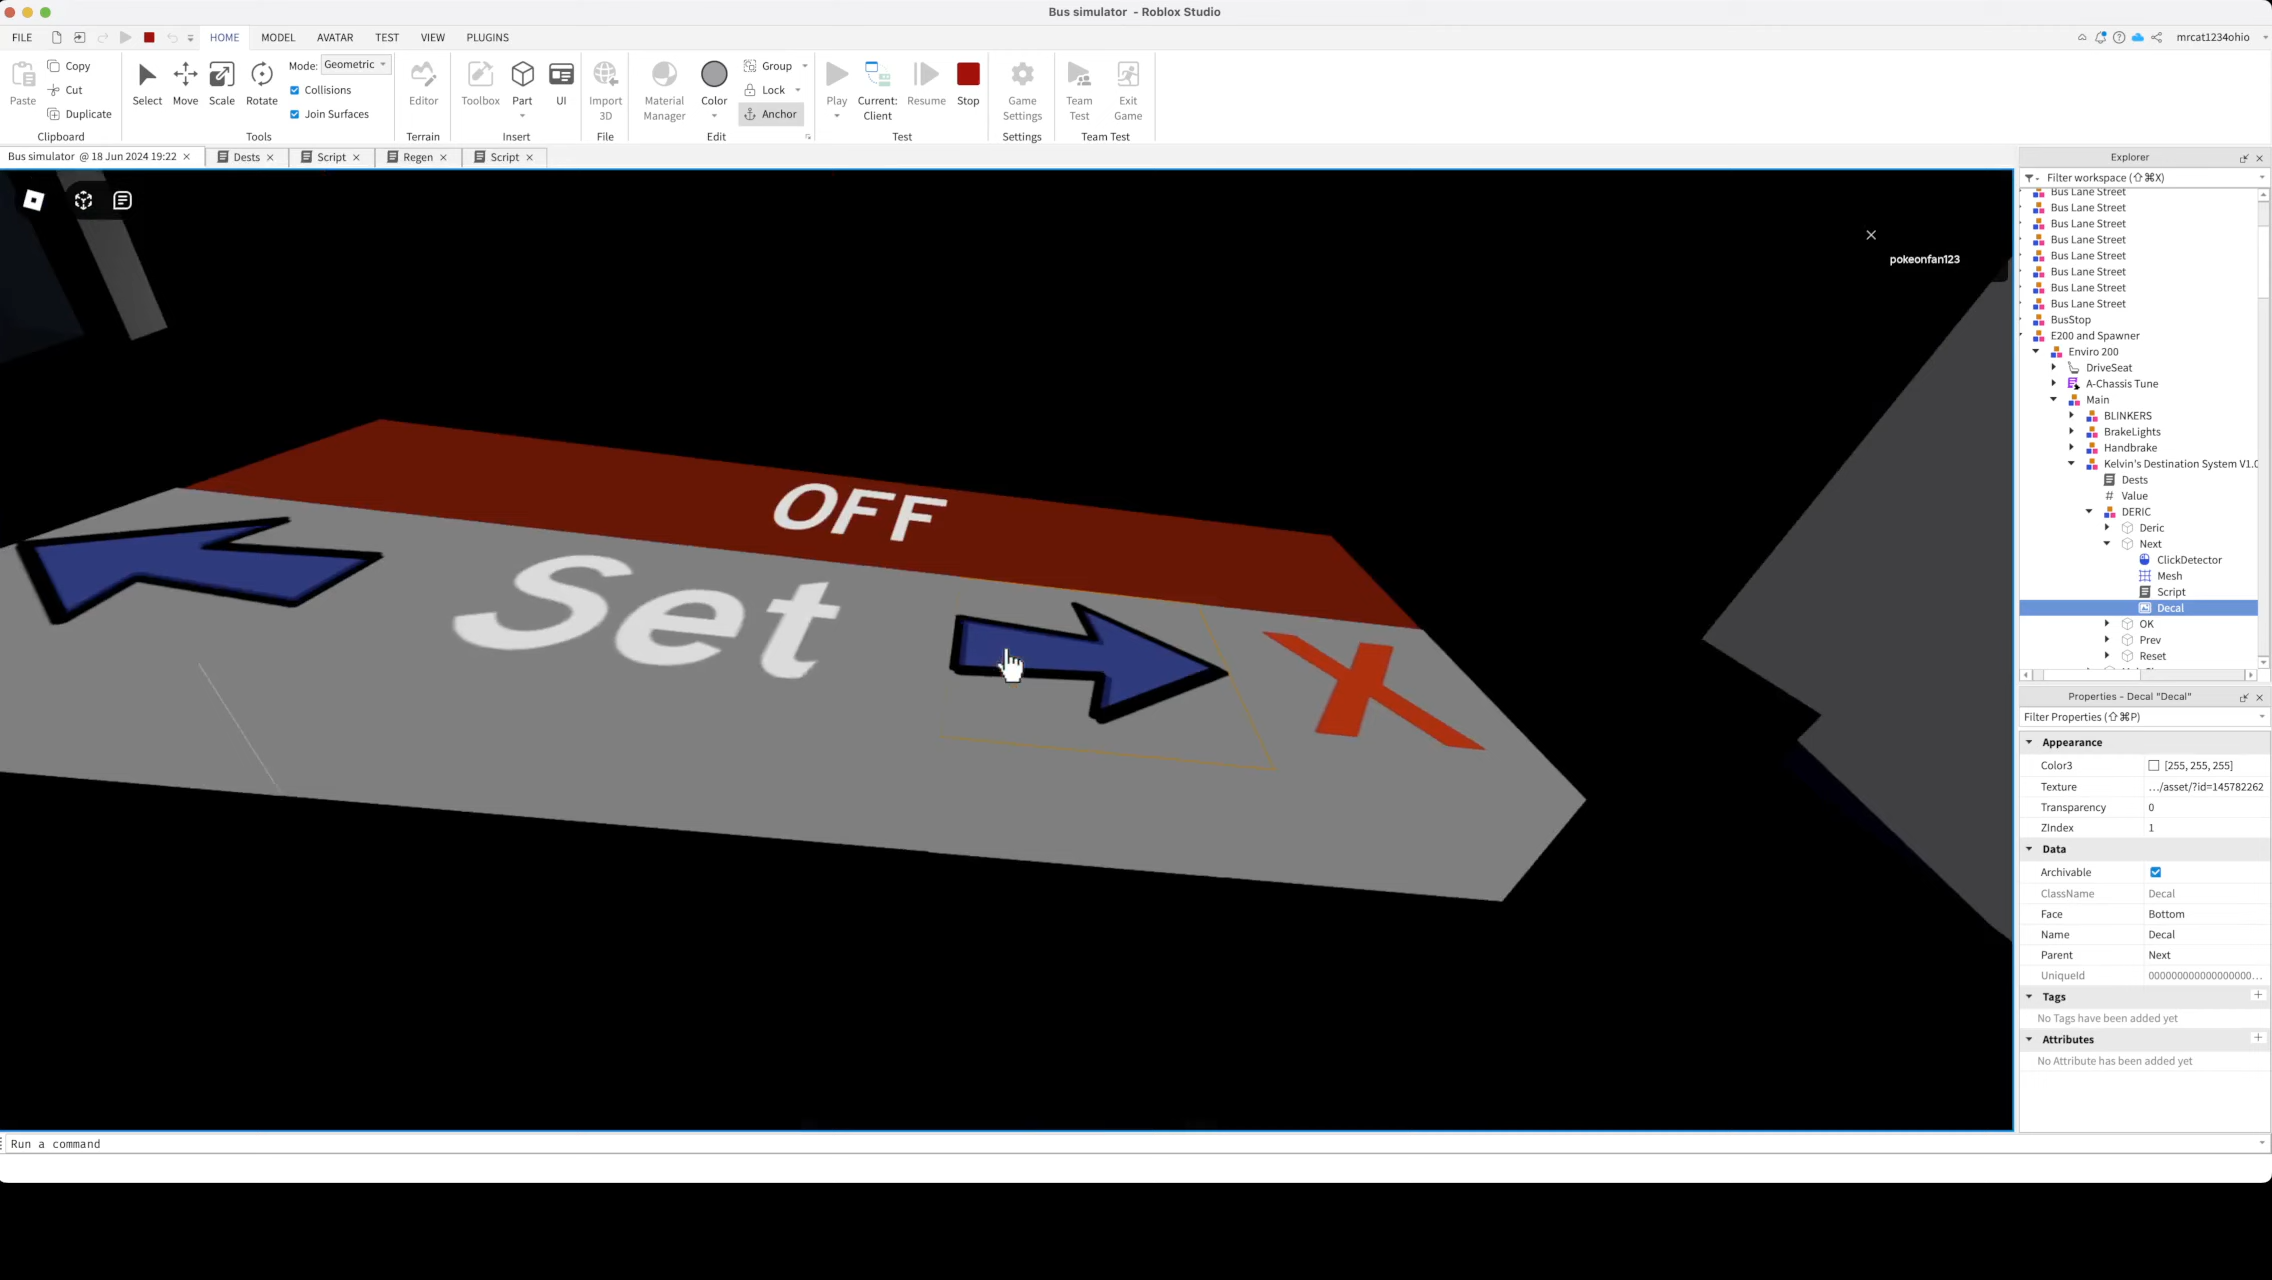 Bus simulator - Roblox Studio
FILE HOME MODEL AVATAR TEST VIEW PLUGINS mrcat1234ohio
Paste Copy Cut Duplicate Clipboard
Select Move Scale Rotate Mode: Geometric Collisions Join Surfaces Tools
Editor Terrain
Toolbox Part UI Insert
Import 3D File
Material Manager Color Group Lock Anchor Edit
Play Current: Client Resume Stop Test
Game Settings Settings
Team Test Exit Game Team Test
Bus simulator @ 18 Jun 2024 19:22 Dests Script Regen Script
pokeonfan123
OFF
Set
X
Explorer
Filter workspace (⇧⌘X)
Bus Lane Street
Bus Lane Street
Bus Lane Street
Bus Lane Street
Bus Lane Street
Bus Lane Street
Bus Lane Street
Bus Lane Street
BusStop
E200 and Spawner
Enviro 200
DriveSeat
A-Chassis Tune
Main
BLINKERS
BrakeLights
Handbrake
Kelvin's Destination System V1.0
Dests
# Value
DERIC
Deric
Next
ClickDetector
Mesh
Script
Decal
OK
Prev
Reset
Properties - Decal "Decal"
Filter Properties (⇧⌘P)
Appearance
Color3 [255, 255, 255]
Texture …/asset/?id=145782262
Transparency 0
ZIndex 1
Data
Archivable
ClassName Decal
Face Bottom
Name Decal
Parent Next
UniqueId
Tags
No Tags have been added yet
Attributes
No Attribute has been added yet
Run a command